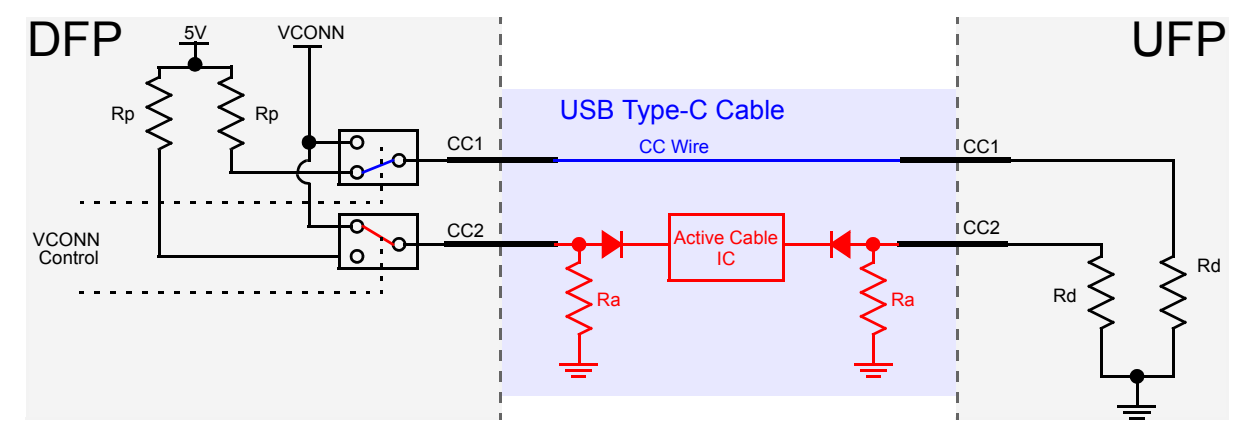 DFP
5V
VCONN
UFP
Rp
Rp
USB Type-C Cable
CC1
CC Wire
CC1
VCONN
Control
CC2
Active Cable
IC
CC2
Ra
Ra
Rd
Rd